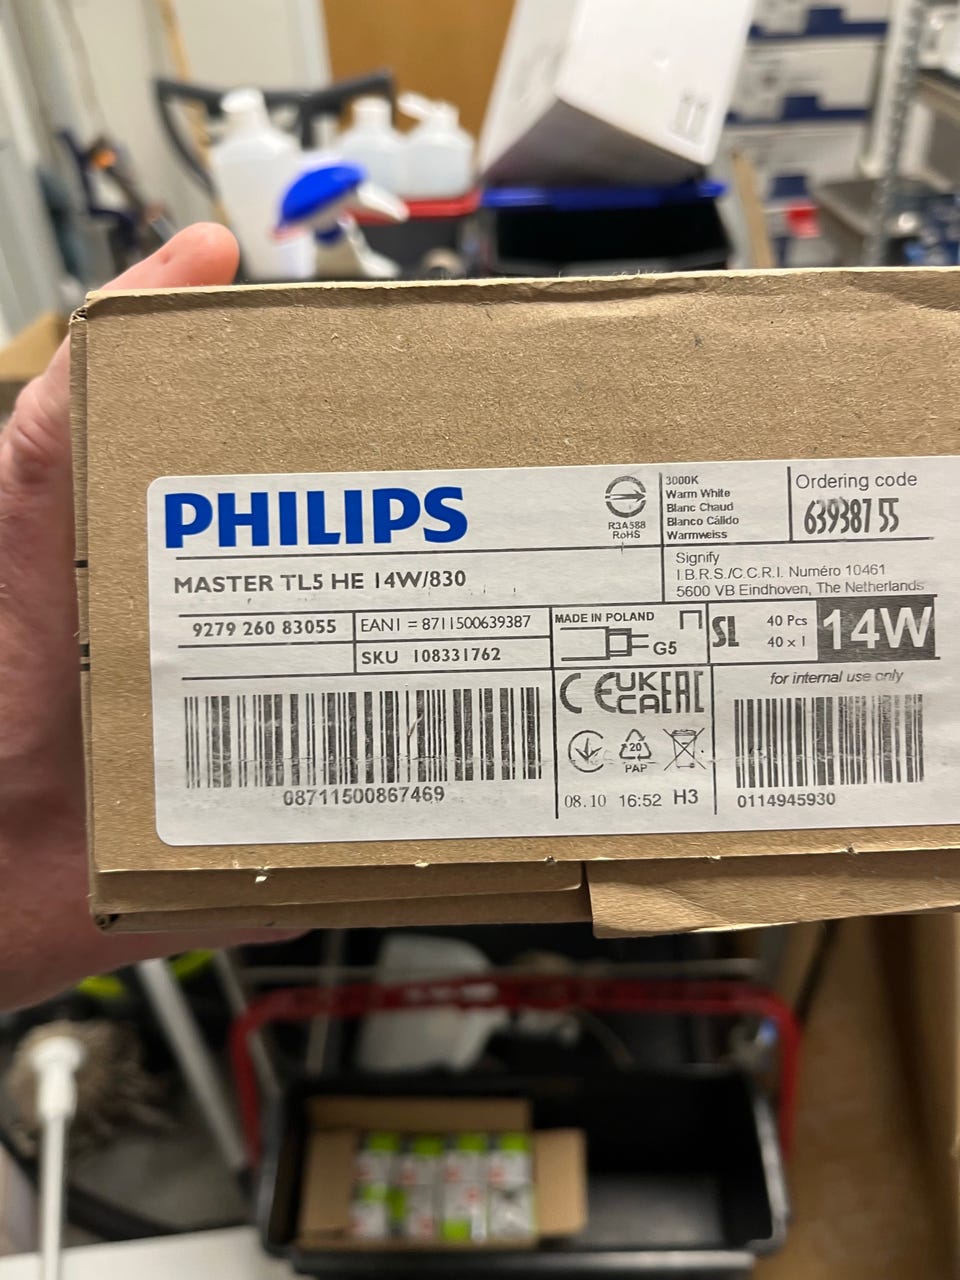 PHILIPS
R3A588
RoHS
3000K
Warm White
Blanc Chaud
Blanco Cálido
Warmweiss
Ordering code
639387 55
MASTER TL5 HE 14W/830
Signify
I.B.R.S./C.C.R.I. Numéro 10461
5600 VB Eindhoven, The Netherlands
9279 260 83055
EAN1 = 8711500639387
SKU 108331762
MADE IN POLAND
G5
SL
40 Pcs
40 x 1
14W
for internal use only
CE UK CA EAC
20
PAP
08711500867469
08.10 16:52 H3
0114945930